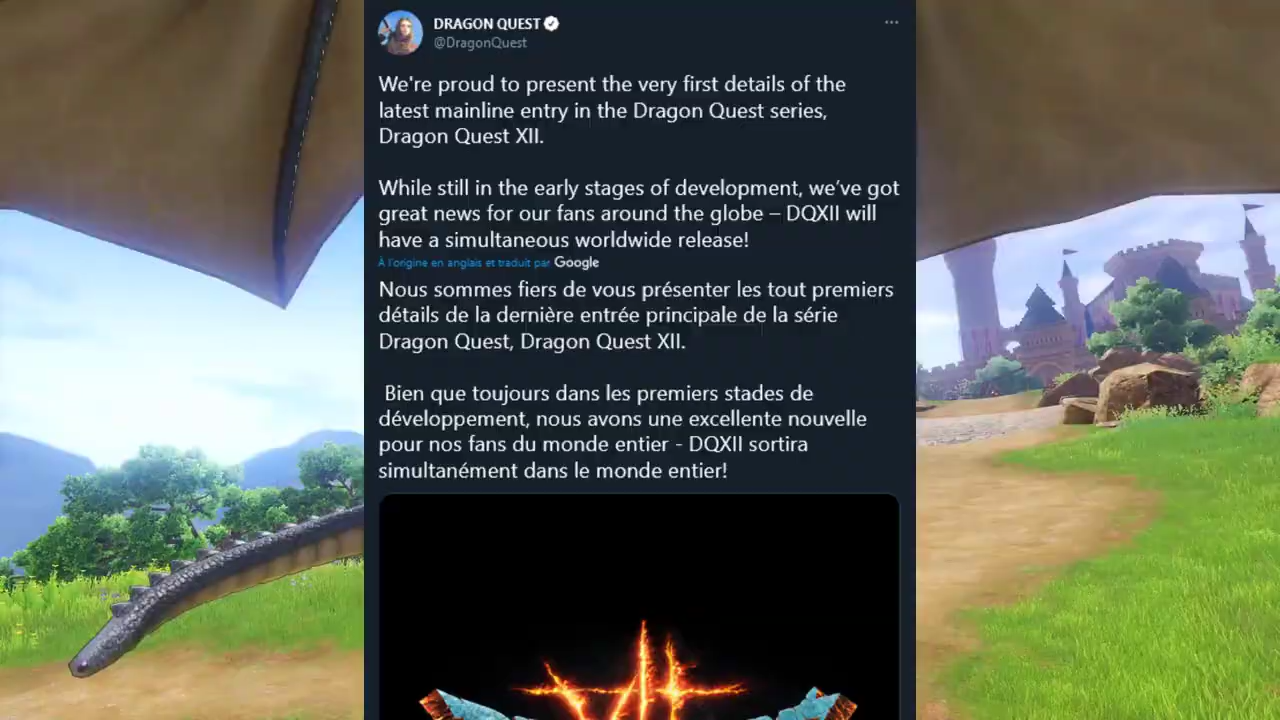 DRAGON QUEST
@DragonQuest
We're proud to present the very first details of the
latest mainline entry in the Dragon Quest series,
Dragon Quest XII.
While still in the early stages of development, we’ve got
great news for our fans around the globe – DQXII will
have a simultaneous worldwide release!
À l'origine en anglais et traduit par Google
Nous sommes fiers de vous présenter les tout premiers
détails de la dernière entrée principale de la série
Dragon Quest, Dragon Quest XII.
Bien que toujours dans les premiers stades de
développement, nous avons une excellente nouvelle
pour nos fans du monde entier - DQXII sortira
simultanément dans le monde entier!
XII